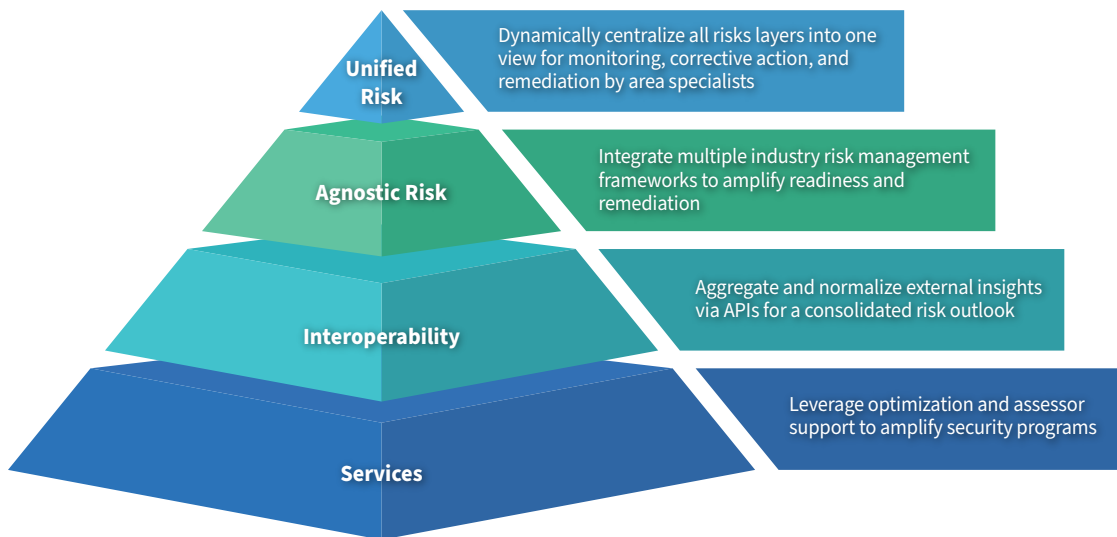 Unified
Risk
Dynamically centralize all risks layers into one
view for monitoring, corrective action, and
remediation by area specialists
Agnostic Risk
Integrate multiple industry risk management
frameworks to amplify readiness and
remediation
Interoperability
Aggregate and normalize external insights
via APIs for a consolidated risk outlook
Services
Leverage optimization and assessor
support to amplify security programs